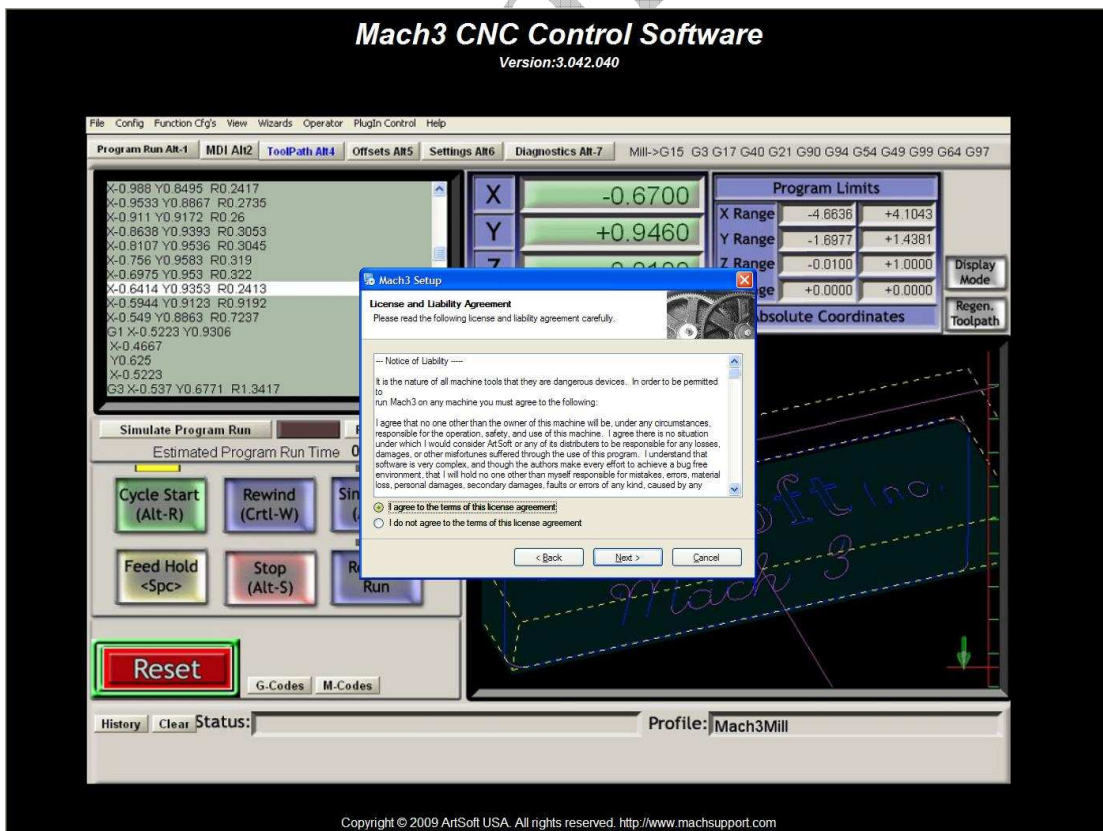 Mach3 CNC Control Software
Version:3.042.040
File Config Function Cfg's View Wizards Operator PlugIn Control Help
Program Run Alt-1 MDI Alt2 ToolPath Alt4 Offsets Alt5 Settings Alt6 Diagnostics Alt-7 Mill->G15 G3 G17 G40 G21 G90 G94 G54 G49 G99 G64 G97
X-0.988 Y0.8495 R0.2417
X-0.9533 Y0.8867 R0.2735
X-0.911 Y0.9172 R0.26
X-0.8638 Y0.9393 R0.3053
X-0.8107 Y0.9536 R0.3045
X-0.756 Y0.9583 R0.319
X-0.6975 Y0.953 R0.322
X-0.6414 Y0.9353 R0.2413
X-0.5944 Y0.9123 R0.9192
X-0.549 Y0.8863 R0.7237
G1 X-0.5223 Y0.9306
X-0.4667
Y0.625
X-0.5223
G3 X-0.537 Y0.6771 R1.3417
X -0.6700
Y +0.9460
Program Limits
X Range -4.6636 +4.1043
Y Range -1.6977 +1.4381
Z Range -0.0100 +1.0000
+0.0000 +0.0000
Coordinates
Display Mode
Regen. Toolpath
Mach3 Setup
License and Liability Agreement
Please read the following license and liability agreement carefully.
--- Notice of Liability -----
It is the nature of all machine tools that they are dangerous devices. In order to be permitted
to
run Mach3 on any machine you must agree to the following:
I agree that no one other than the owner of this machine will be, under any circumstances,
responsible for the operation, safety, and use of this machine. I agree there is no situation
under which I would consider ArtSoft or any of its distributers to be responsible for any losses,
damages, or other misfortunes suffered through the use of this program. I understand that
software is very complex, and though the authors make every effort to achieve a bug free
environment, that I will hold no one other than myself responsible for mistakes, errors, material
loss, personal damages, secondary damages, faults or errors of any kind, caused by any
I agree to the terms of this license agreement
I do not agree to the terms of this license agreement
< Back Next > Cancel
Simulate Program Run
Estimated Program Run Time
Cycle Start
(Alt-R)
Rewind
(Crtl-W)
Feed Hold
<Spc>
Stop
(Alt-S)
Run
Reset
G-Codes M-Codes
Inc.
Mach 3
History Clear Status: Profile: Mach3Mill
Copyright © 2009 ArtSoft USA. All rights reserved. http://www.machsupport.com